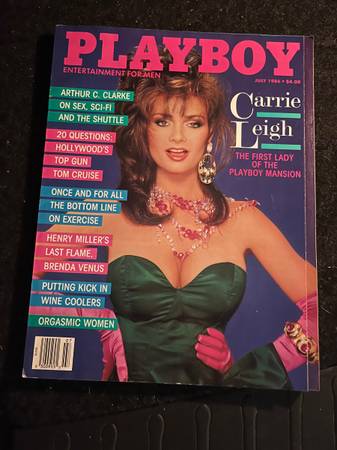 PLAYBOY
ENTERTAINMENT FOR MEN
JULY 1986 • $4.00
ARTHUR C. CLARKE
ON SEX, SCI-FI
AND THE SHUTTLE
20 QUESTIONS:
HOLLYWOOD'S
TOP GUN
TOM CRUISE
ONCE AND FOR ALL
THE BOTTOM LINE
ON EXERCISE
HENRY MILLER'S
LAST FLAME,
BRENDA VENUS
PUTTING KICK IN
WINE COOLERS
ORGASMIC WOMEN
Carrie
Leigh
THE FIRST LADY OF
THE PLAYBOY MANSION